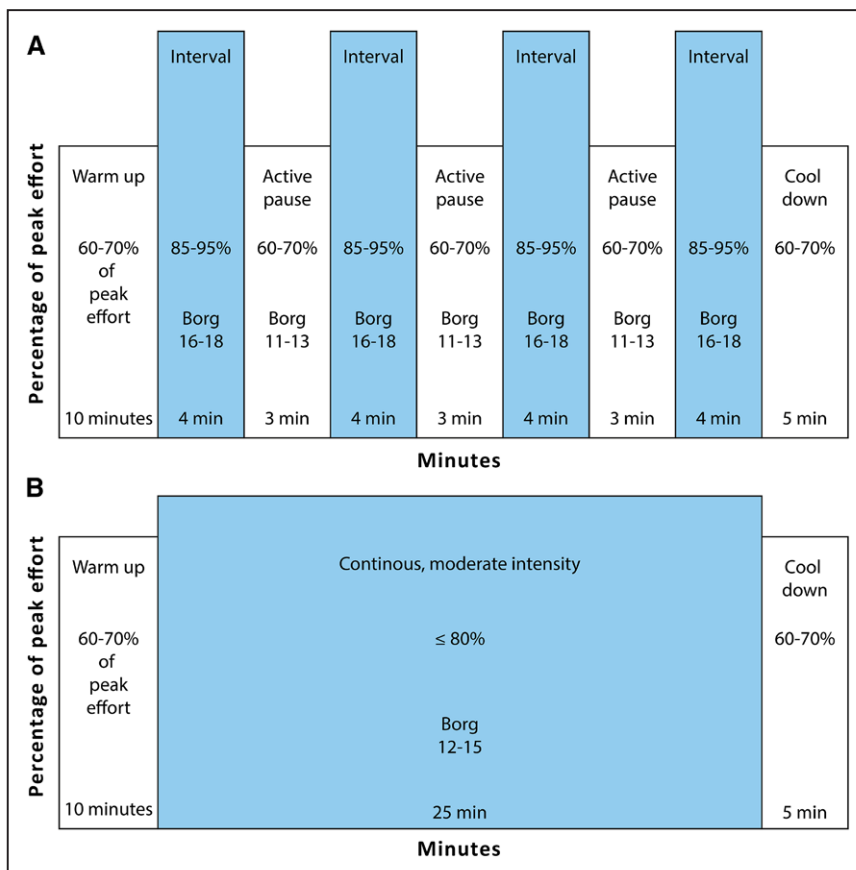 A
Percentage of peak effort
Interval
Interval
Interval
Interval
Warm up
Active
pause
Active
pause
Active
pause
Cool
down
60-70%
of
peak
effort
85-95%
60-70%
85-95%
60-70%
85-95%
60-70%
85-95%
60-70%
Borg
16-18
Borg
11-13
Borg
16-18
Borg
11-13
Borg
16-18
Borg
11-13
Borg
16-18
10 minutes
4 min
3 min
4 min
3 min
4 min
3 min
4 min
5 min
Minutes
B
Percentage of peak effort
Warm up
Continous, moderate intensity
Cool
down
60-70%
of
peak
effort
≤ 80%
60-70%
Borg
12-15
10 minutes
25 min
5 min
Minutes